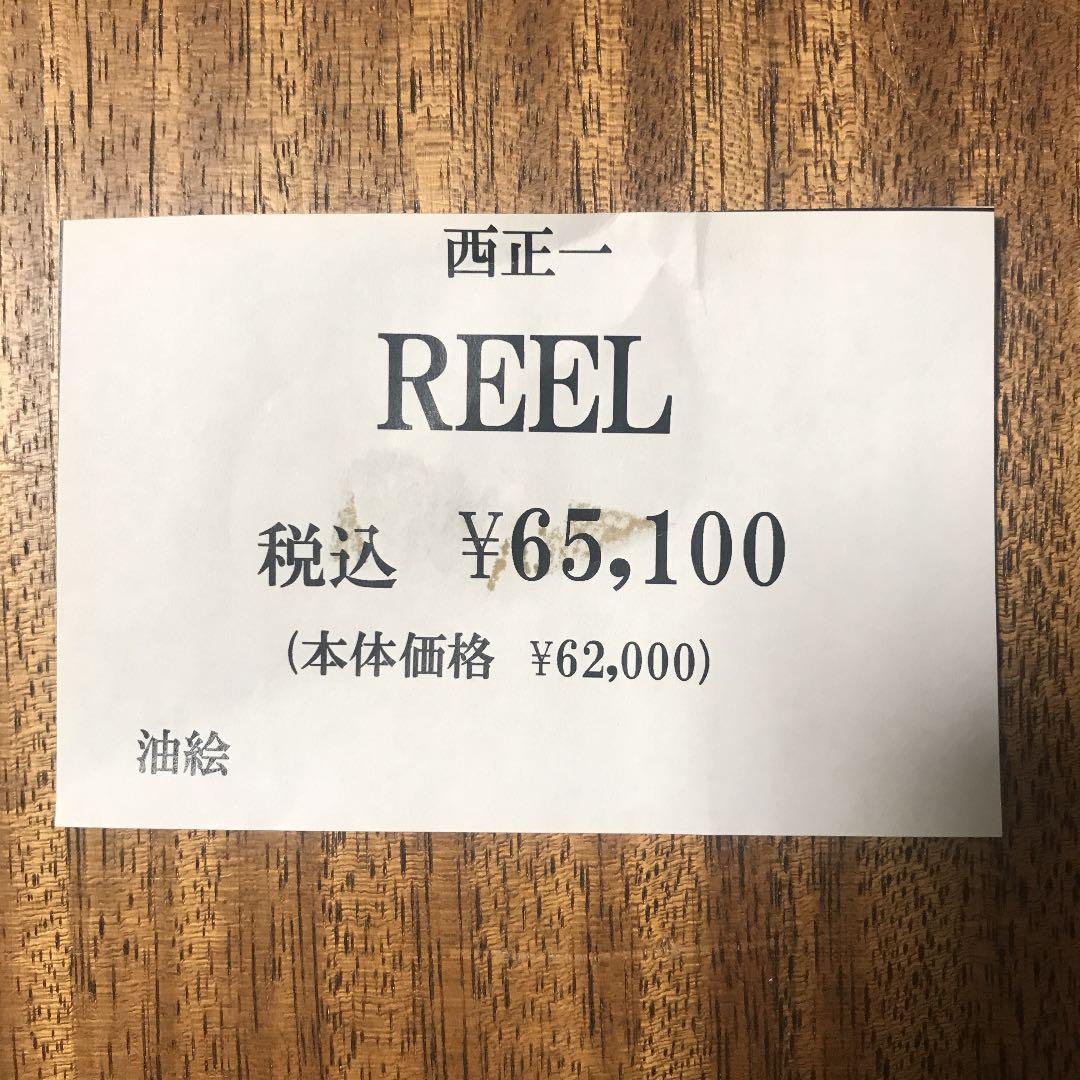 西正一
REEL
税込 ¥65,100
(本体価格 ¥62,000)
油絵